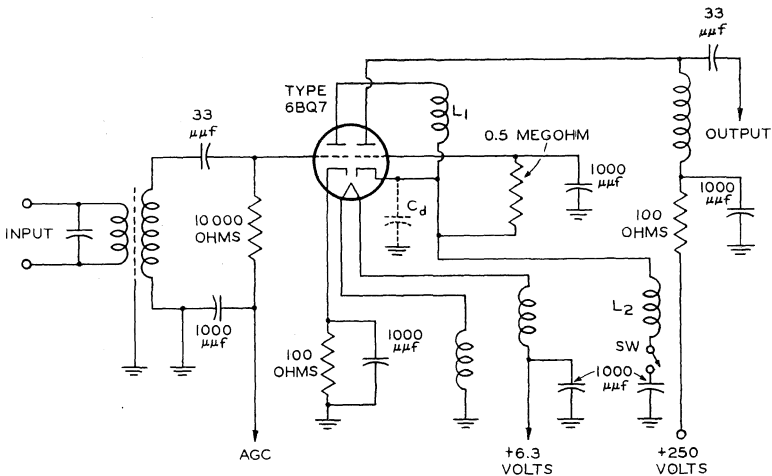 33
μμf
TYPE
6BQ7
L1
33
μμf
0.5 MEGOHM
OUTPUT
1000
μμf
1000
μμf
10 000
OHMS
Cd
100
OHMS
INPUT
1000
μμf
L2
SW
100
OHMS
1000
μμf
1000
μμf
AGC
+6.3
VOLTS
+250
VOLTS